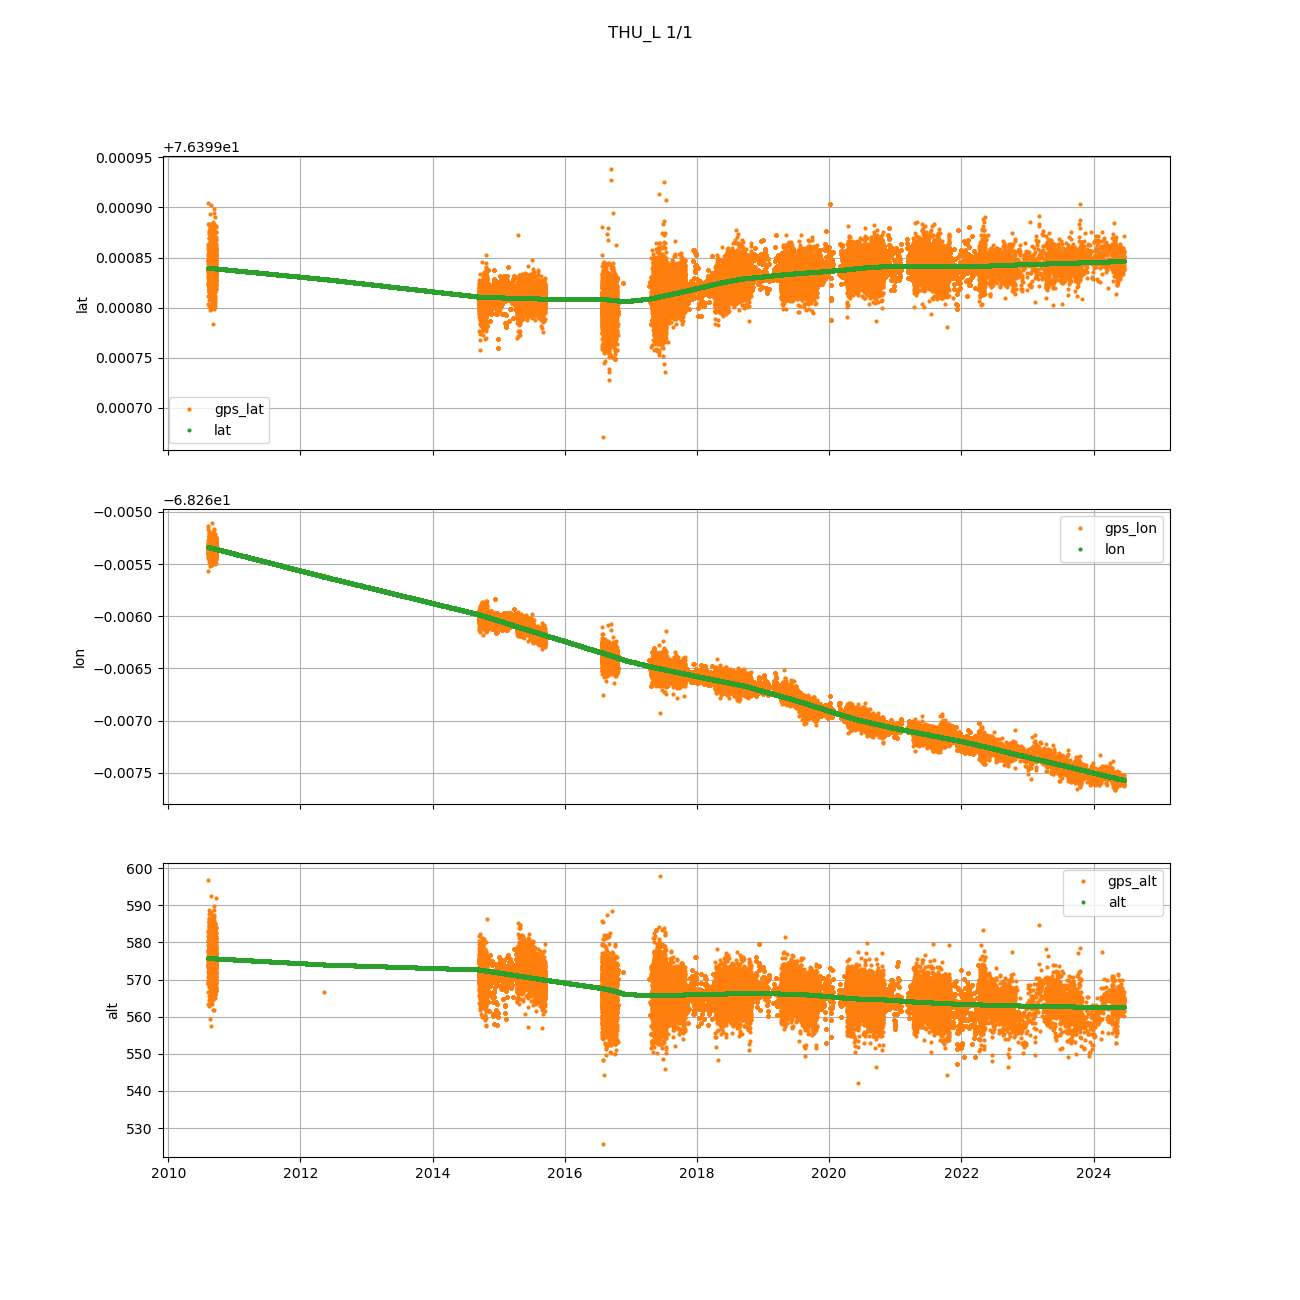 THU_L 1/1
+7.6399e1
0.00095
0.00090
0.00085
0.00080
0.00075
0.00070
lat
gps_lat
lat
−6.826e1
−0.0050
−0.0055
−0.0060
−0.0065
−0.0070
−0.0075
lon
gps_lon
lon
600
590
580
570
560
550
540
530
alt
gps_alt
alt
2010 2012 2014 2016 2018 2020 2022 2024